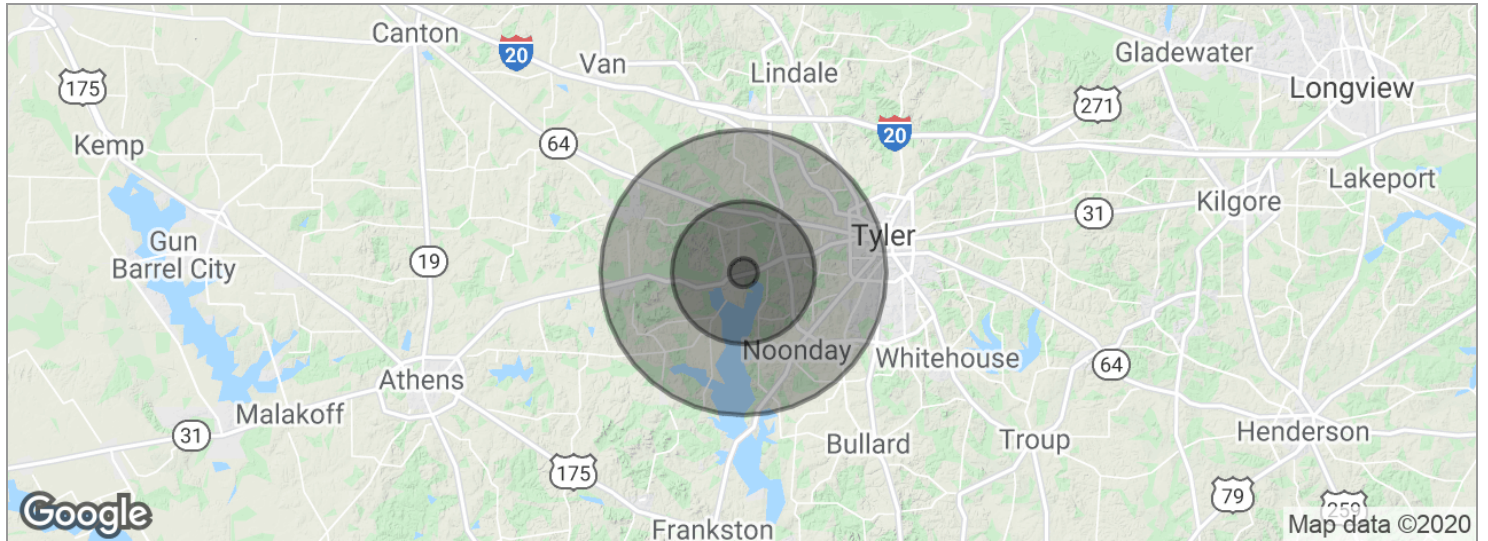 Canton
20
Van
Lindale
Gladewater
Longview
175
271
Kemp
64
20
Lakeport
31
Kilgore
Tyler
Gun
Barrel City
19
Noonday
Whitehouse
64
Athens
Malakoff
31
Bullard
Troup
Henderson
175
79
259
Google
Frankston
Map data ©2020